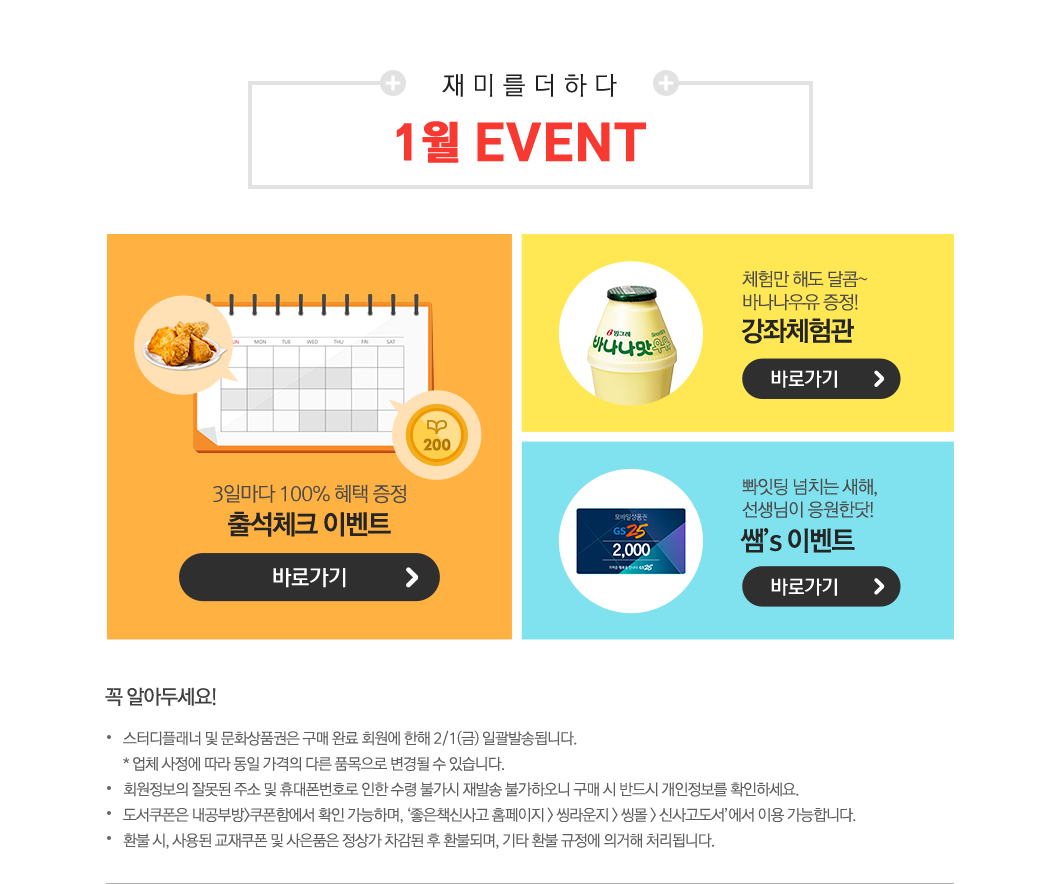 재미를더하다
1월 EVENT
SUN MON TUE WED THU FRI SAT
200
3일마다 100% 혜택 증정
출석체크 이벤트
바로가기
체험만 해도 달콤~
바나나우유 증정!
강좌체험관
바로가기
빙그레
바나나맛 우유
빠잇팅 넘치는 새해,
선생님이 응원한닷!
쌤's 이벤트
바로가기
모바일상품권
GS25
2,000
GS25
꼭 알아두세요!
• 스터디플래너 및 문화상품권은 구매 완료 회원에 한해 2/1(금) 일괄발송됩니다.
* 업체 사정에 따라 동일 가격의 다른 품목으로 변경될 수 있습니다.
• 회원정보의 잘못된 주소 및 휴대폰번호로 인한 수령 불가시 재발송 불가하오니 구매 시 반드시 개인정보를 확인하세요.
• 도서쿠폰은 내공부방>쿠폰함에서 확인 가능하며, '좋은책신사고 홈페이지 > 씽라운지 > 씽몰 > 신사고도서'에서 이용 가능합니다.
• 환불 시, 사용된 교재쿠폰 및 사은품은 정상가 차감된 후 환불되며, 기타 환불 규정에 의거해 처리됩니다.